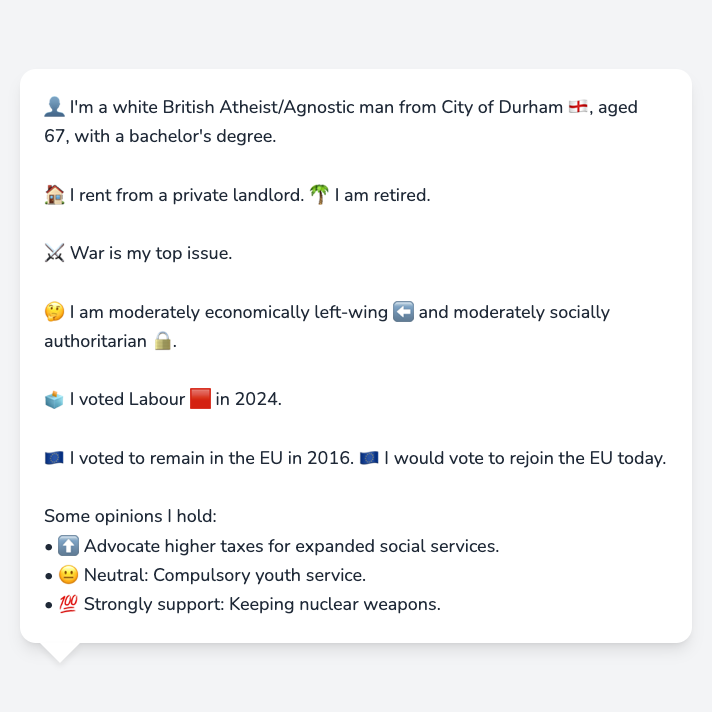 👤 I'm a white British Atheist/Agnostic man from City of Durham 🏴󠁧󠁢󠁥󠁮󠁧󠁿, aged
67, with a bachelor's degree.
🏠 I rent from a private landlord. 🌴 I am retired.
⚔️ War is my top issue.
🤔 I am moderately economically left-wing ⬅️ and moderately socially
authoritarian 🔒.
🗳️ I voted Labour 🟥 in 2024.
🇪🇺 I voted to remain in the EU in 2016. 🇪🇺 I would vote to rejoin the EU today.
Some opinions I hold:
• ⬆️ Advocate higher taxes for expanded social services.
• 😐 Neutral: Compulsory youth service.
• 💯 Strongly support: Keeping nuclear weapons.